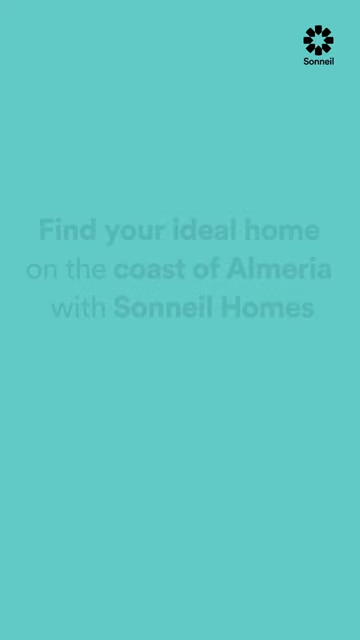 Sonneil
Find your ideal home
on the coast of Almeria
with Sonneil Homes